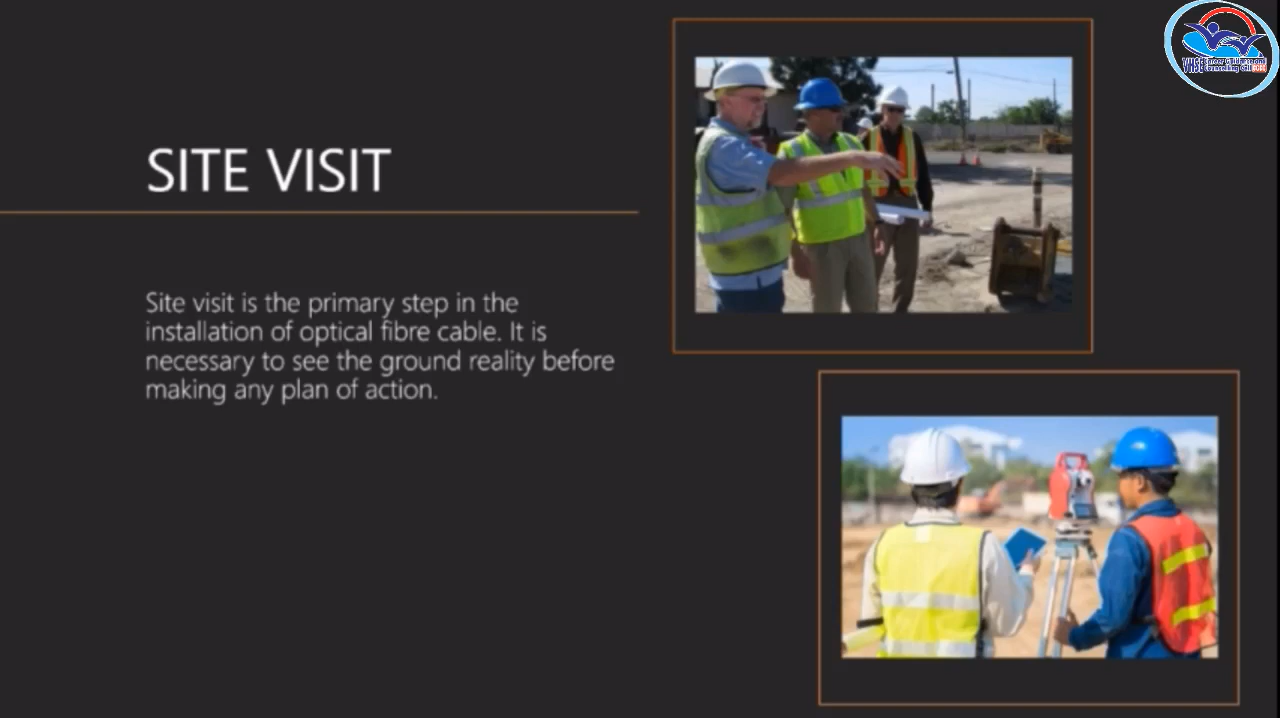 SITE VISIT
Site visit is the primary step in the
installation of optical fibre cable. It is
necessary to see the ground reality before
making any plan of action.